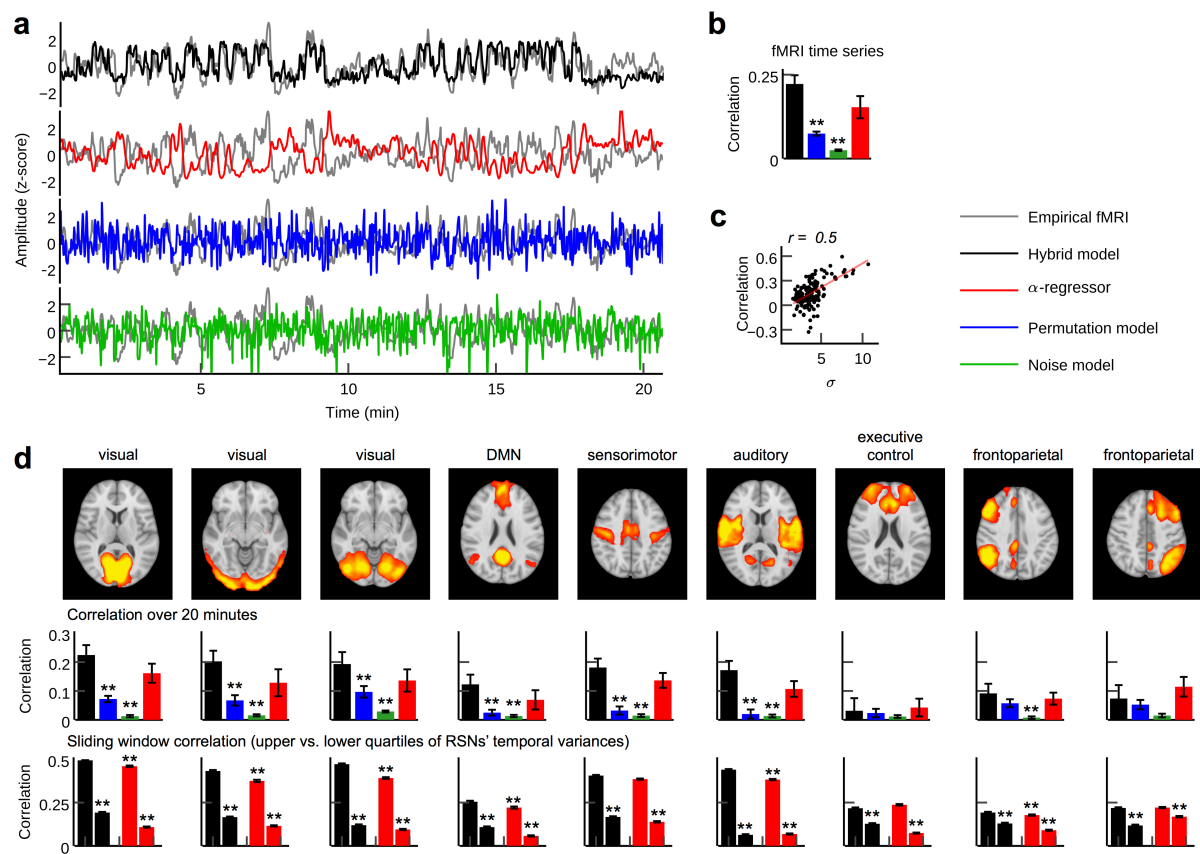 a
Amplitude (z-score)
2
0
−2
2
0
-2
2
0
-2
2
0
−2
5
10
15
20
Time (min)
b
fMRI time series
Correlation
0.25
0
**
**
c
r = 0.5
Correlation
0.6
0.3
0
−0.3
5
10
σ
Empirical fMRI
Hybrid model
α-regressor
Permutation model
Noise model
d
visual
visual
visual
DMN
sensorimotor
auditory
executive
control
frontoparietal
frontoparietal
Correlation over 20 minutes
Correlation
0.3
0.2
0.1
0
** **
** **
** **
** **
** **
** **
**
Sliding window correlation (upper vs. lower quartiles of RSNs' temporal variances)
Correlation
0.5
0.25
0
** ** **
** ** **
** ** **
** ** **
** **
** ** **
** **
** ** **
** **